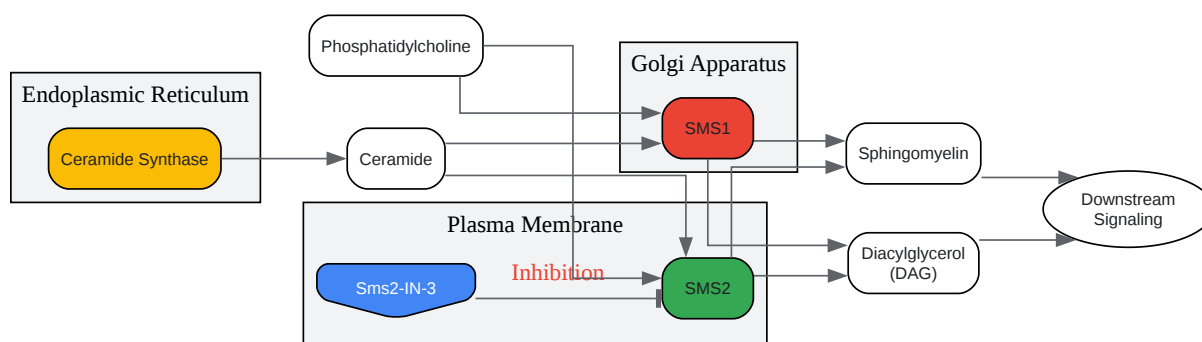 Phosphatidylcholine
Golgi Apparatus
Endoplasmic Reticulum
SMS1
Ceramide Synthase
Ceramide
Sphingomyelin
Downstream
Signaling
Plasma Membrane
Diacylglycerol
(DAG)
Inhibition
Sms2-IN-3
SMS2